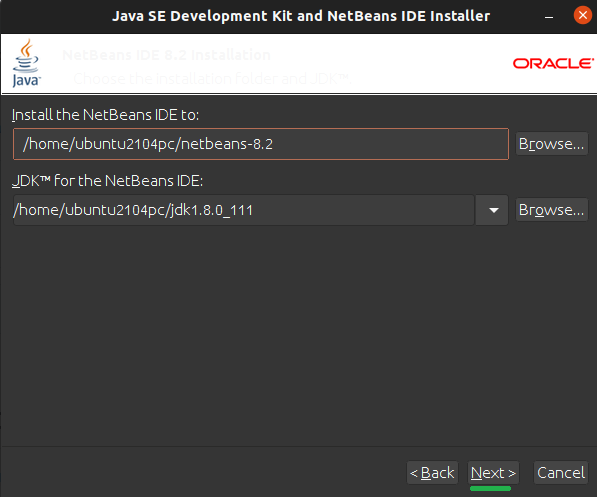 Java SE Development Kit and NetBeans IDE Installer
NetBeans IDE 8.2 Installation
Choose the installation folder and JDK™
Java™
ORACLE®
Install the NetBeans IDE to:
/home/ubuntu2104pc/netbeans-8.2
Browse...
JDK™ for the NetBeans IDE:
/home/ubuntu2104pc/jdk1.8.0_111
Browse...
< Back
Next >
Cancel